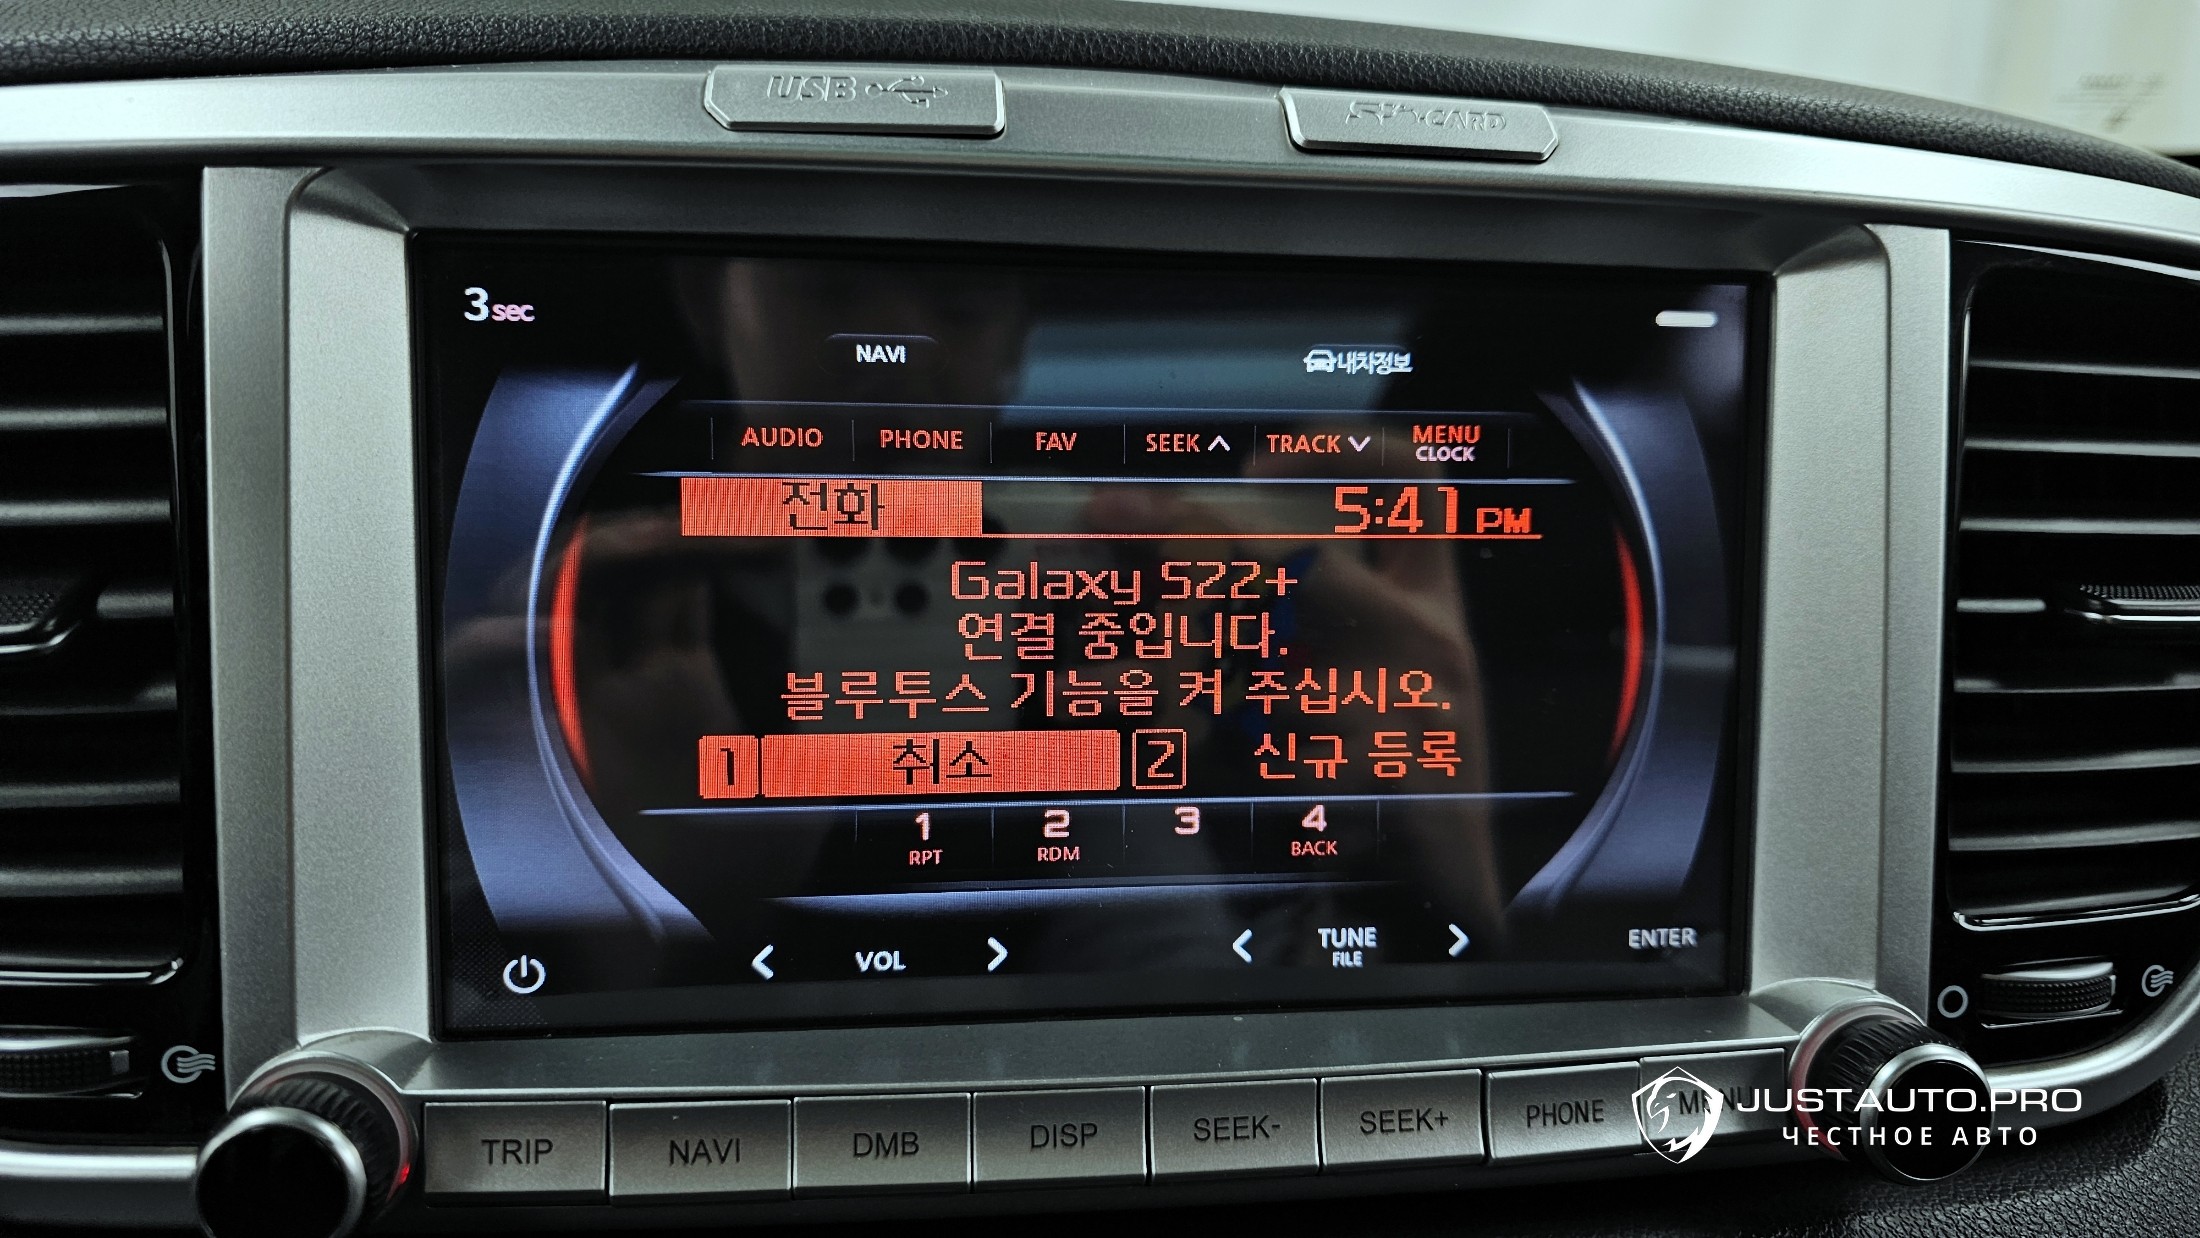 USB
3sec
NAVI
내차정보
AUDIO PHONE FAV SEEK TRACK MENU
CLOCK
전화 5:41 PM
Galaxy S22+
연결 중입니다.
블루투스 기능을 켜 주십시오.
1 취소 2 신규 등록
1 2 3 4
RPT RDM BACK
VOL TUNE ENTER
FILE
TRIP NAVI DMB DISP SEEK- SEEK+ PHONE MENU
JUSTAUTO.PRO
ЧЕСТНОЕ АВТО